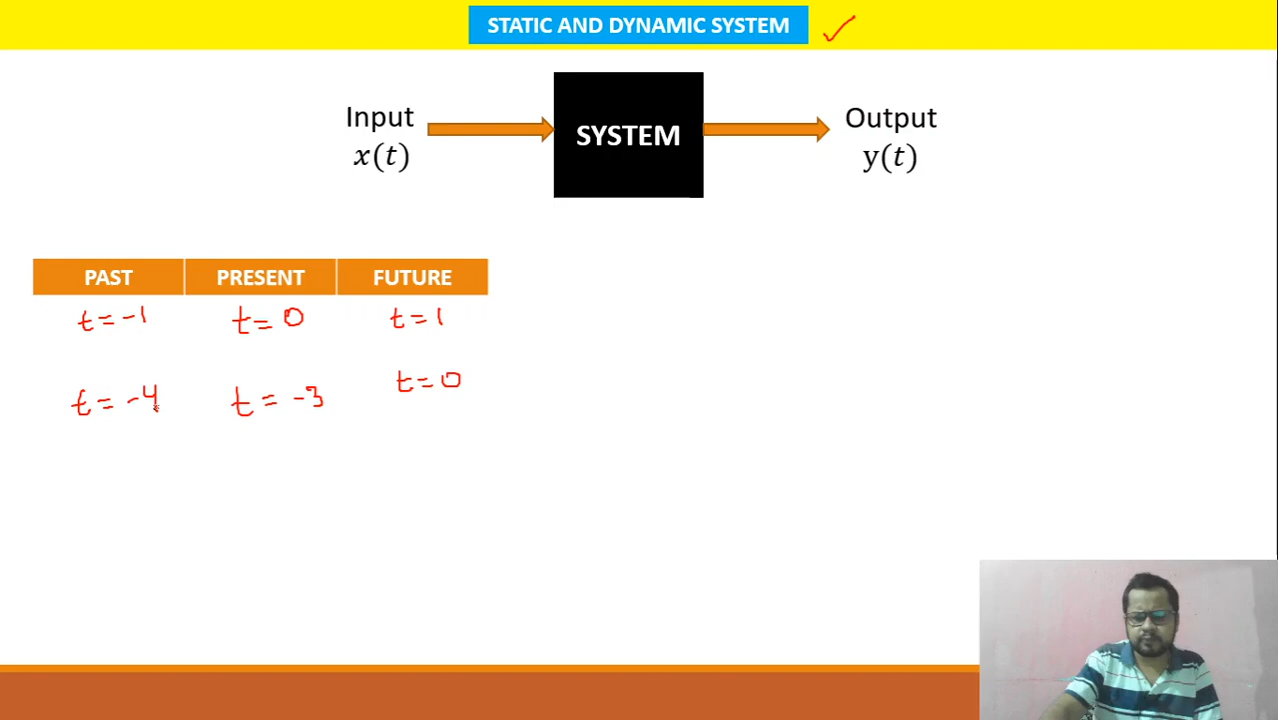 STATIC AND DYNAMIC SYSTEM
Input
x(t)
SYSTEM
Output
y(t)
PAST PRESENT FUTURE
t=-1 t=0 t=1
t=-4 t=-3 t=0